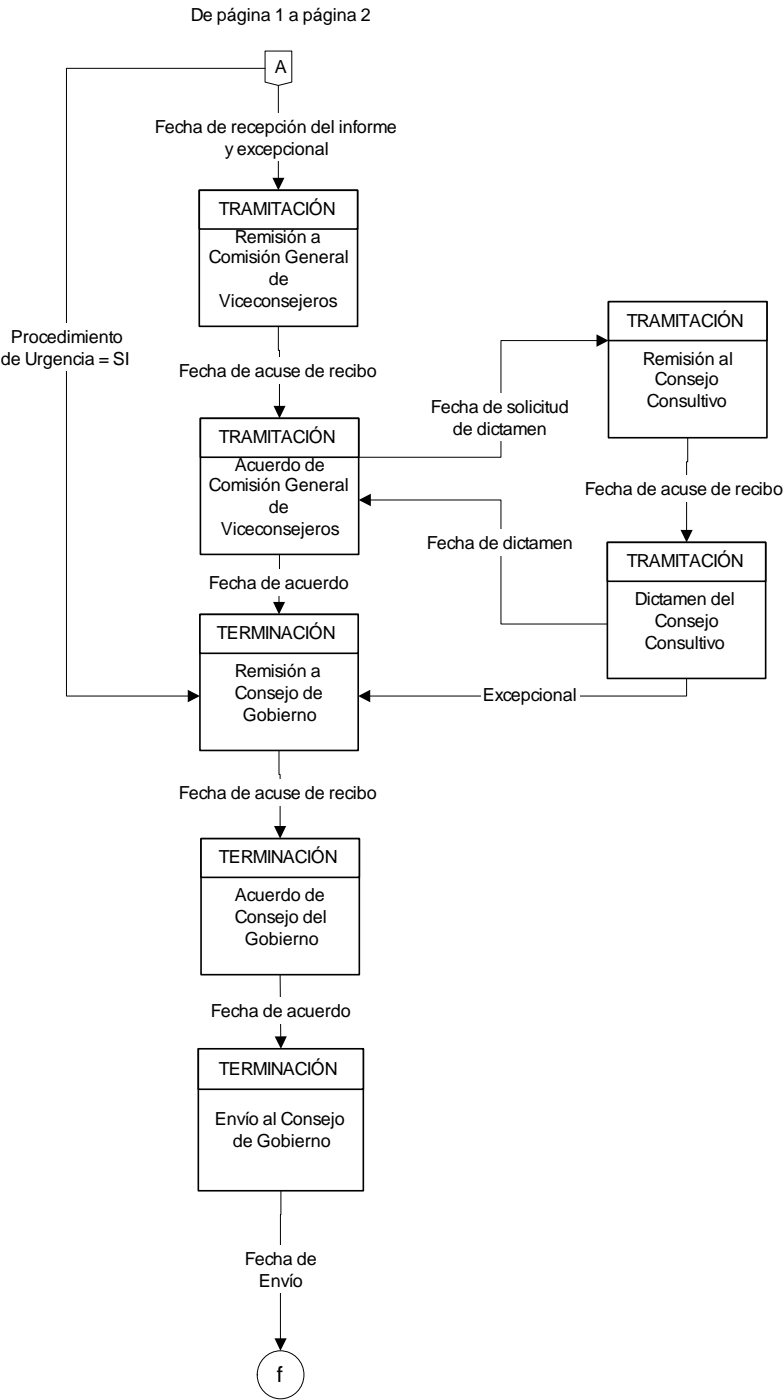 De página 1 a página 2
A
Fecha de recepción del informe
y excepcional
TRAMITACIÓN
Remisión a
Comisión General
de
Viceconsejeros
Procedimiento
de Urgencia = SI
Fecha de acuse de recibo
TRAMITACIÓN
Acuerdo de
Comisión General
de
Viceconsejeros
Fecha de solicitud
de dictamen
TRAMITACIÓN
Remisión al
Consejo
Consultivo
Fecha de acuse de recibo
Fecha de dictamen
TRAMITACIÓN
Dictamen del
Consejo
Consultivo
Fecha de acuerdo
TERMINACIÓN
Remisión a
Consejo de
Gobierno
Excepcional
Fecha de acuse de recibo
TERMINACIÓN
Acuerdo de
Consejo del
Gobierno
Fecha de acuerdo
TERMINACIÓN
Envío al Consejo
de Gobierno
Fecha de
Envío
f